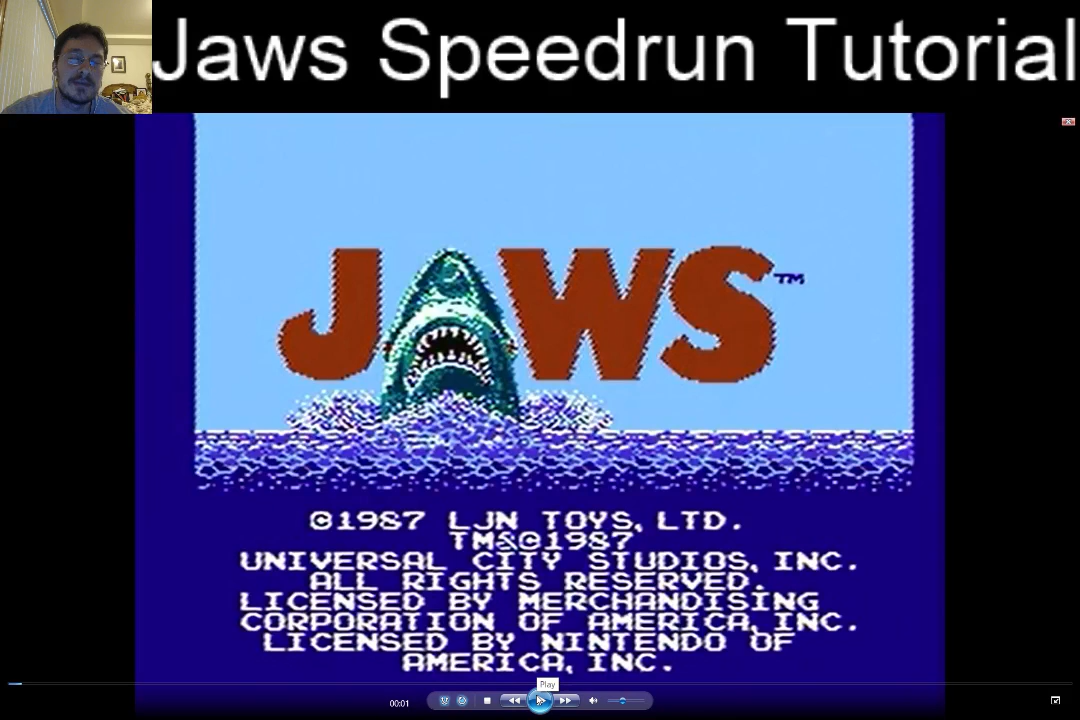 Jaws Speedrun Tutorial
JAWS™
©1987 LJN TOYS, LTD.
TM&©1987
UNIVERSAL CITY STUDIOS, INC.
ALL RIGHTS RESERVED.
LICENSED BY MERCHANDISING
CORPORATION OF AMERICA, INC.
LICENSED BY NINTENDO OF
AMERICA, INC.
Play
00:01